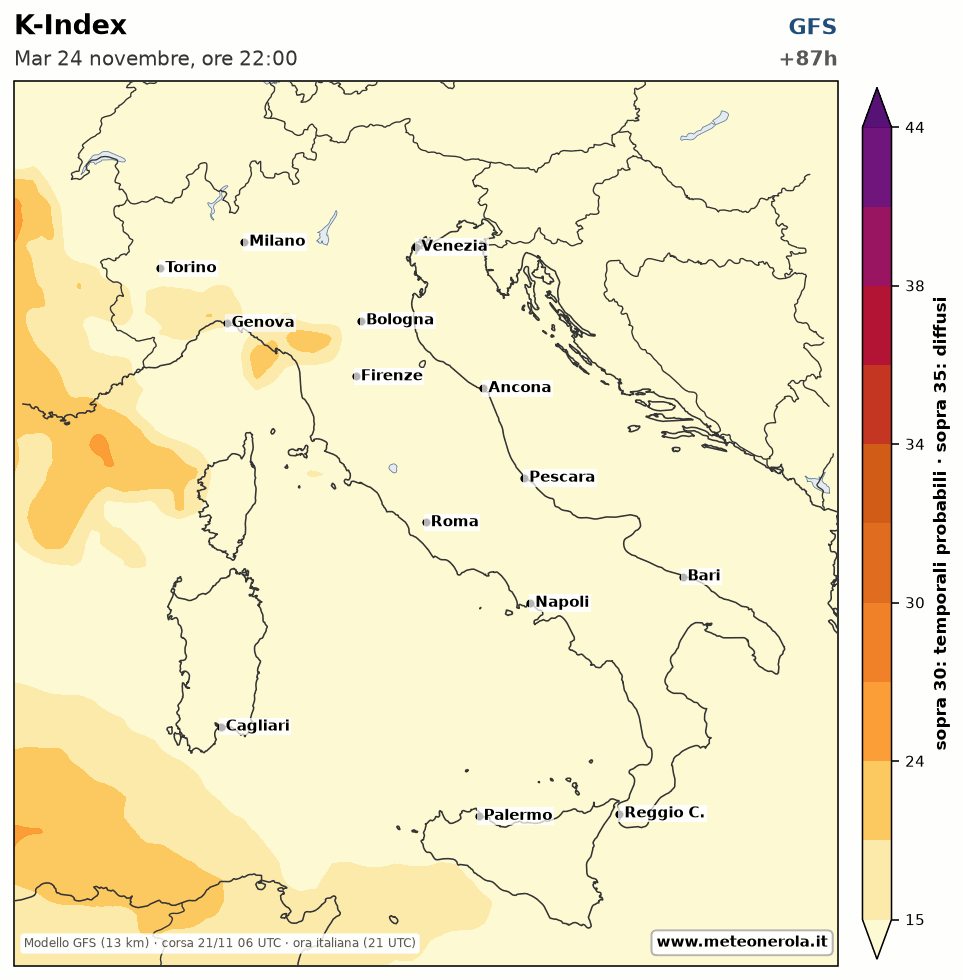 K-Index
GFS
Mar 24 novembre, ore 22:00
+87h
Milano
Venezia
Torino
Genova
Bologna
Firenze
Ancona
Pescara
Roma
Bari
Napoli
Cagliari
Palermo
Reggio C.
44
38
34
30
24
15
sopra 30: temporali probabili · sopra 35: diffusi
Modello GFS (13 km) · corsa 21/11 06 UTC · ora italiana (21 UTC)
www.meteonerola.it